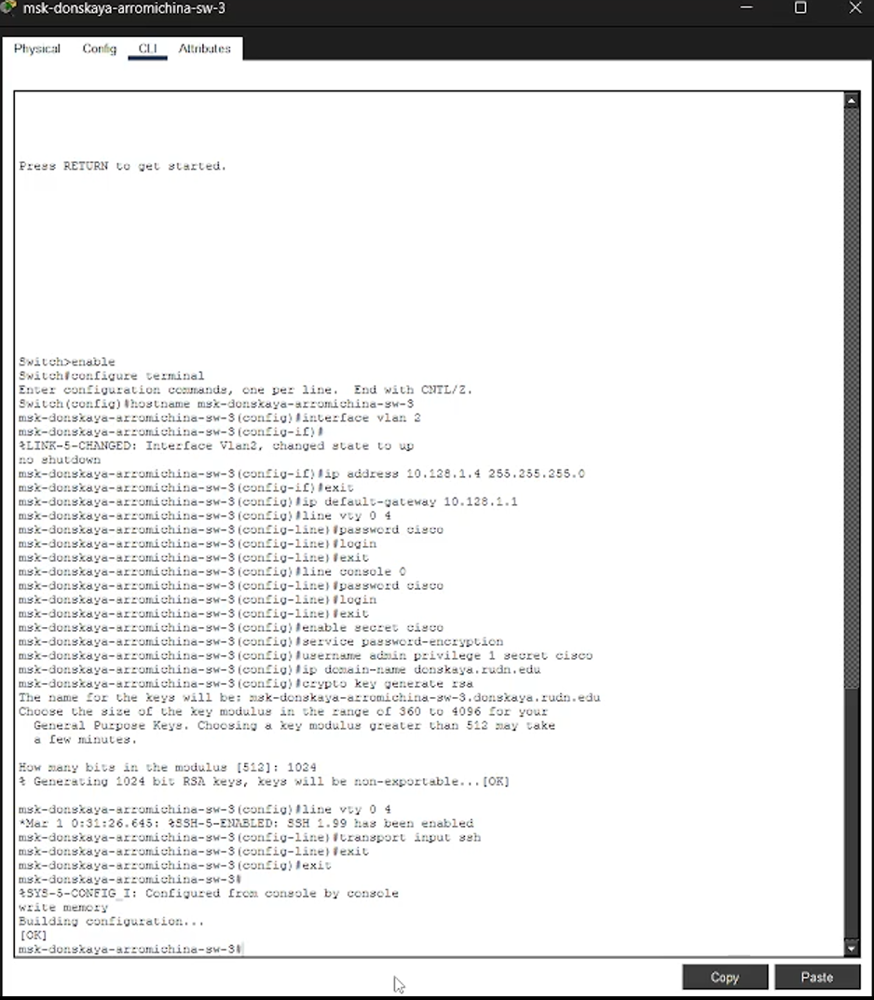 msk-donskaya-arromichina-sw-3
Physical Config CLI Attributes
Press RETURN to get started.
Switch>enable
Switch#configure terminal
Enter configuration commands, one per line.  End with CNTL/Z.
Switch(config)#hostname msk-donskaya-arromichina-sw-3
msk-donskaya-arromichina-sw-3(config)#interface vlan 2
msk-donskaya-arromichina-sw-3(config-if)#
%LINK-5-CHANGED: Interface Vlan2, changed state to up
no shutdown
msk-donskaya-arromichina-sw-3(config-if)#ip address 10.128.1.4 255.255.255.0
msk-donskaya-arromichina-sw-3(config-if)#exit
msk-donskaya-arromichina-sw-3(config)#ip default-gateway 10.128.1.1
msk-donskaya-arromichina-sw-3(config)#line vty 0 4
msk-donskaya-arromichina-sw-3(config-line)#password cisco
msk-donskaya-arromichina-sw-3(config-line)#login
msk-donskaya-arromichina-sw-3(config-line)#exit
msk-donskaya-arromichina-sw-3(config)#line console 0
msk-donskaya-arromichina-sw-3(config-line)#password cisco
msk-donskaya-arromichina-sw-3(config-line)#login
msk-donskaya-arromichina-sw-3(config-line)#exit
msk-donskaya-arromichina-sw-3(config)#enable secret cisco
msk-donskaya-arromichina-sw-3(config)#service password-encryption
msk-donskaya-arromichina-sw-3(config)#username admin privilege 1 secret cisco
msk-donskaya-arromichina-sw-3(config)#ip domain-name donskaya.rudn.edu
msk-donskaya-arromichina-sw-3(config)#crypto key generate rsa
The name for the keys will be: msk-donskaya-arromichina-sw-3.donskaya.rudn.edu
Choose the size of the key modulus in the range of 360 to 4096 for your
General Purpose Keys. Choosing a key modulus greater than 512 may take
a few minutes.
How many bits in the modulus [512]: 1024
% Generating 1024 bit RSA keys, keys will be non-exportable...[OK]
msk-donskaya-arromichina-sw-3(config)#line vty 0 4
*Mar 1 0:31:26.645: %SSH-5-ENABLED: SSH 1.99 has been enabled
msk-donskaya-arromichina-sw-3(config-line)#transport input ssh
msk-donskaya-arromichina-sw-3(config-line)#exit
msk-donskaya-arromichina-sw-3(config)#exit
msk-donskaya-arromichina-sw-3#
%SYS-5-CONFIG_I: Configured from console by console
write memory
Building configuration...
[OK]
msk-donskaya-arromichina-sw-3#
Copy Paste